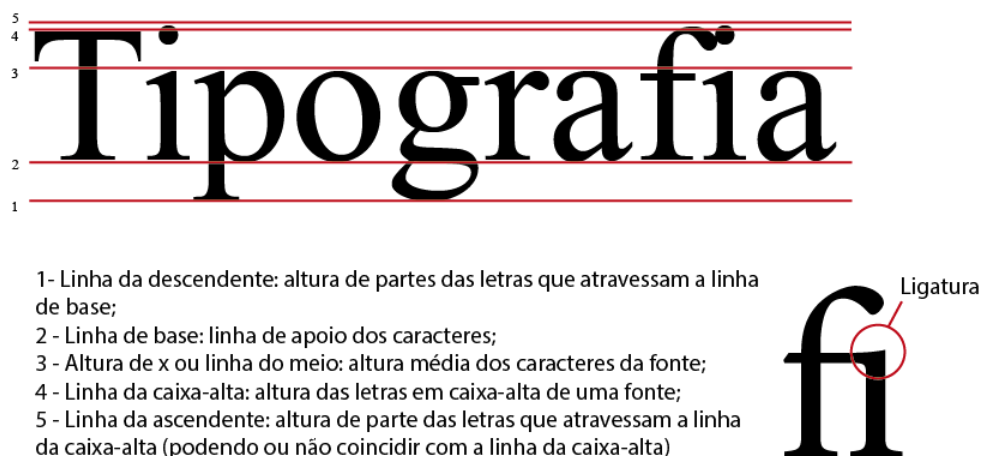 5
4
Tipografia
3
2
1
1- Linha da descendente: altura de partes das letras que atravessam a linha
de base;
2 - Linha de base: linha de apoio dos caracteres;
3 - Altura de x ou linha do meio: altura média dos caracteres da fonte;
4 - Linha da caixa-alta: altura das letras em caixa-alta de uma fonte;
5 - Linha da ascendente: altura de parte das letras que atravessam a linha
da caixa-alta (podendo ou não coincidir com a linha da caixa-alta)
Ligatura
fi